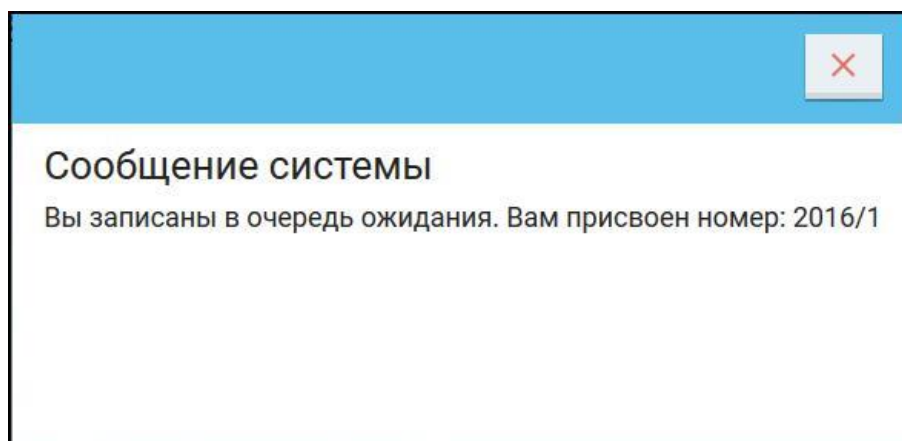 Сообщение системы
Вы записаны в очередь ожидания. Вам присвоен номер: 2016/1